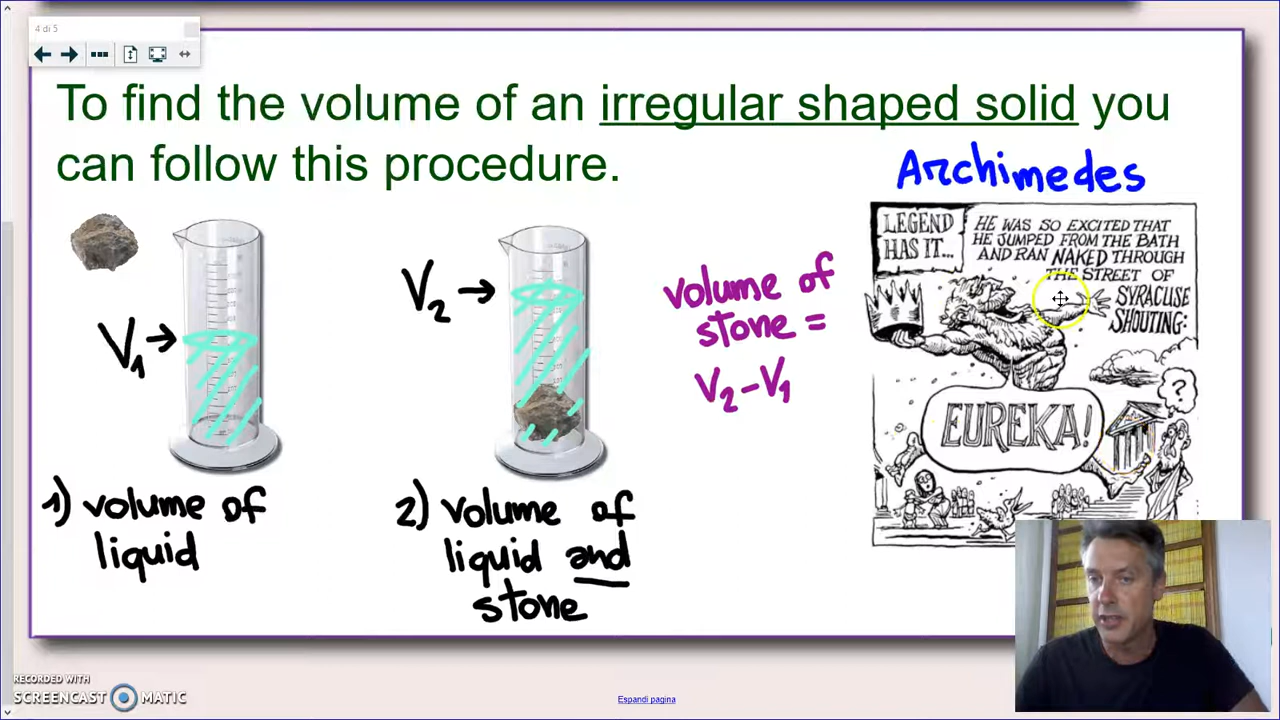 4 di 5
To find the volume of an irregular shaped solid you
can follow this procedure.
Archimedes
V1→
1) volume of
liquid
V2→
2) volume of
liquid and
stone
volume of
stone =
V2-V1
LEGEND
HAS IT...
HE WAS SO EXCITED THAT
HE JUMPED FROM THE BATH
AND RAN NAKED THROUGH
THE STREET OF
SYRACUSE
SHOUTING:
EUREKA!
?
RECORDED WITH
SCREENCAST MATIC
Espandi pagina